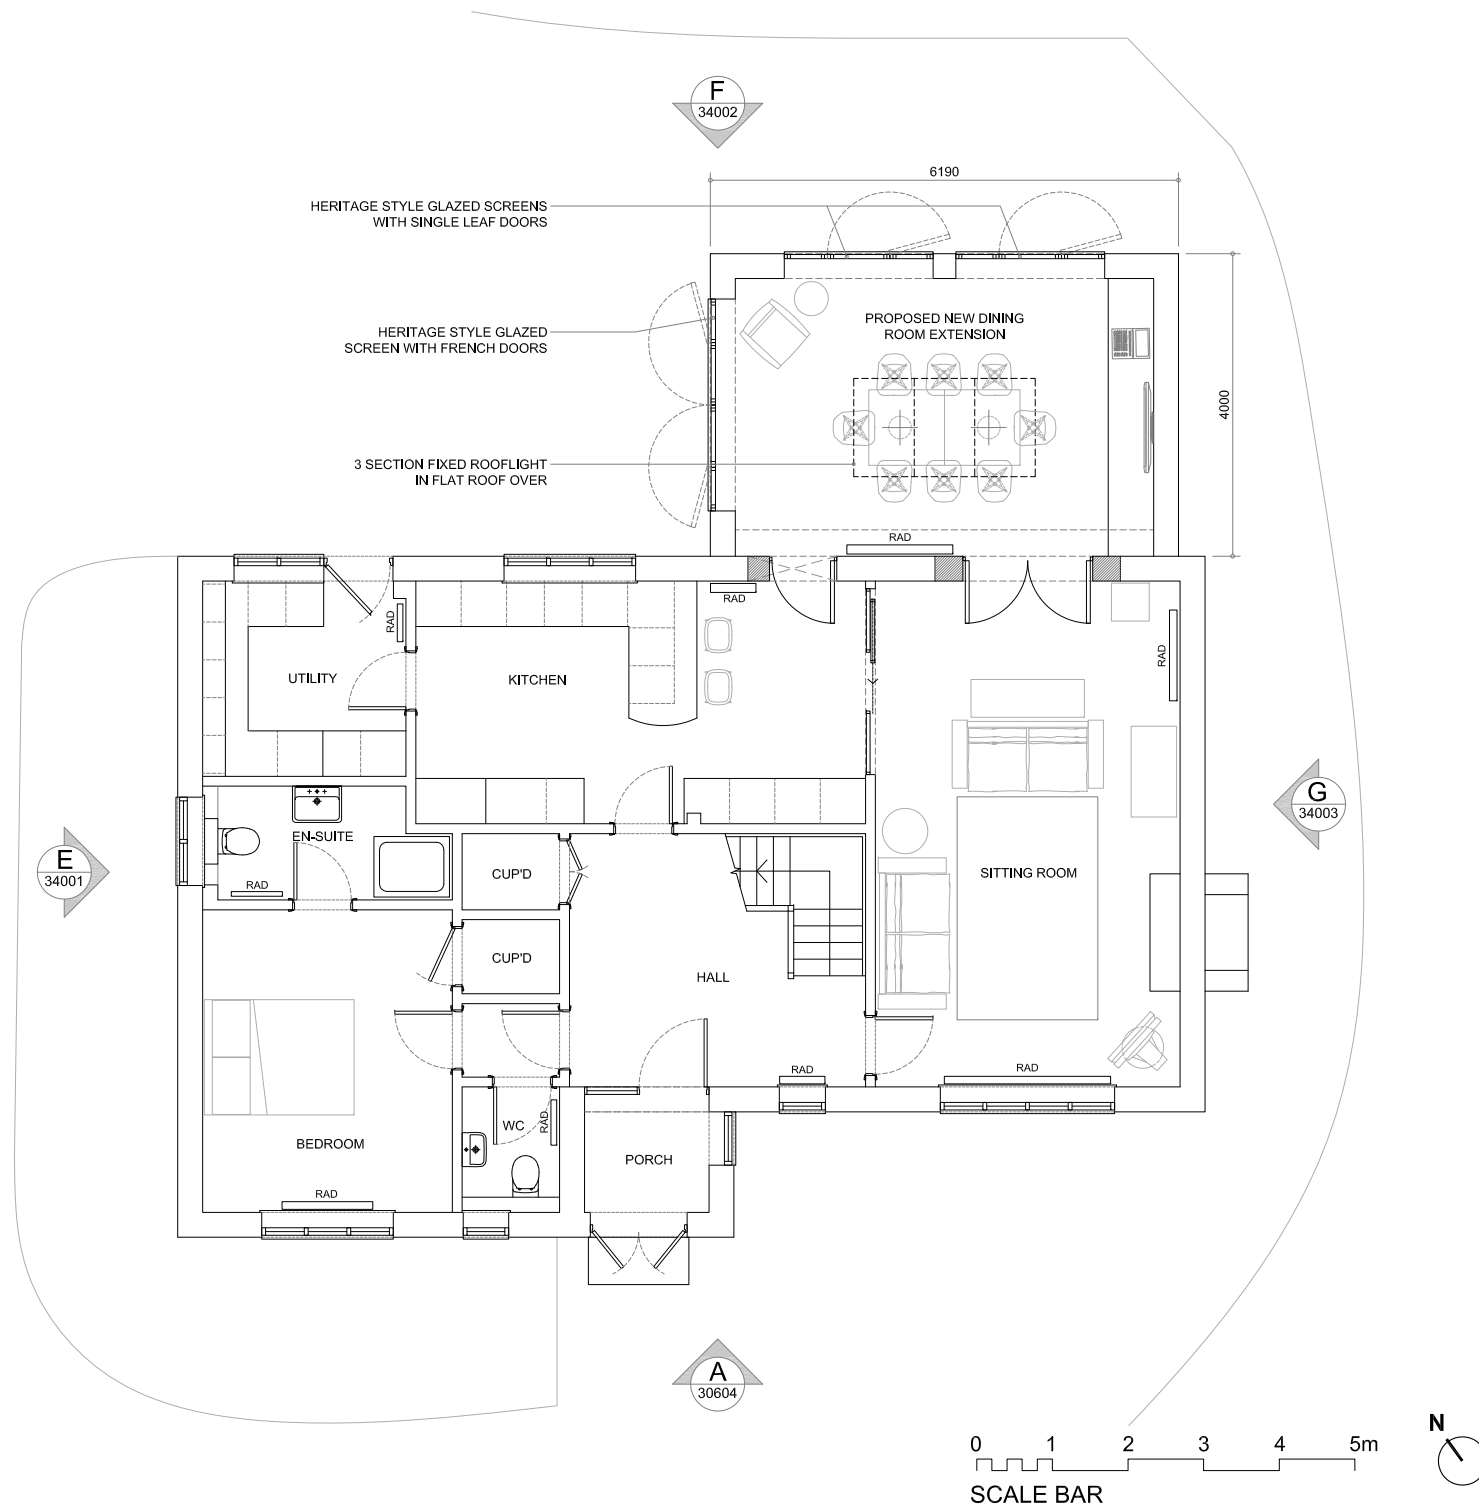 F
34002
6190
HERITAGE STYLE GLAZED SCREENS
WITH SINGLE LEAF DOORS
PROPOSED NEW DINING
ROOM EXTENSION
HERITAGE STYLE GLAZED
SCREEN WITH FRENCH DOORS
4000
3 SECTION FIXED ROOFLIGHT
IN FLAT ROOF OVER
RAD
RAD
RAD
RAD
UTILITY
KITCHEN
G
34003
E
34001
EN-SUITE
RAD
CUP'D
SITTING ROOM
CUP'D
HALL
RAD
RAD
WC
RAD
BEDROOM
PORCH
RAD
A
30604
N
0 1 2 3 4 5m
SCALE BAR